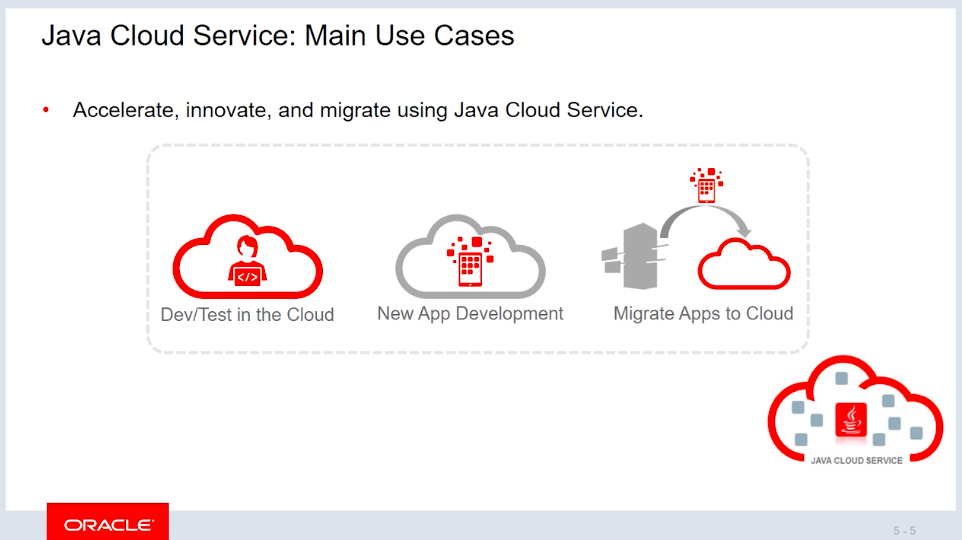 Java Cloud Service: Main Use Cases
• Accelerate, innovate, and migrate using Java Cloud Service.
</>
Dev/Test in the Cloud
New App Development
Migrate Apps to Cloud
JAVA CLOUD SERVICE
ORACLE
5 - 5